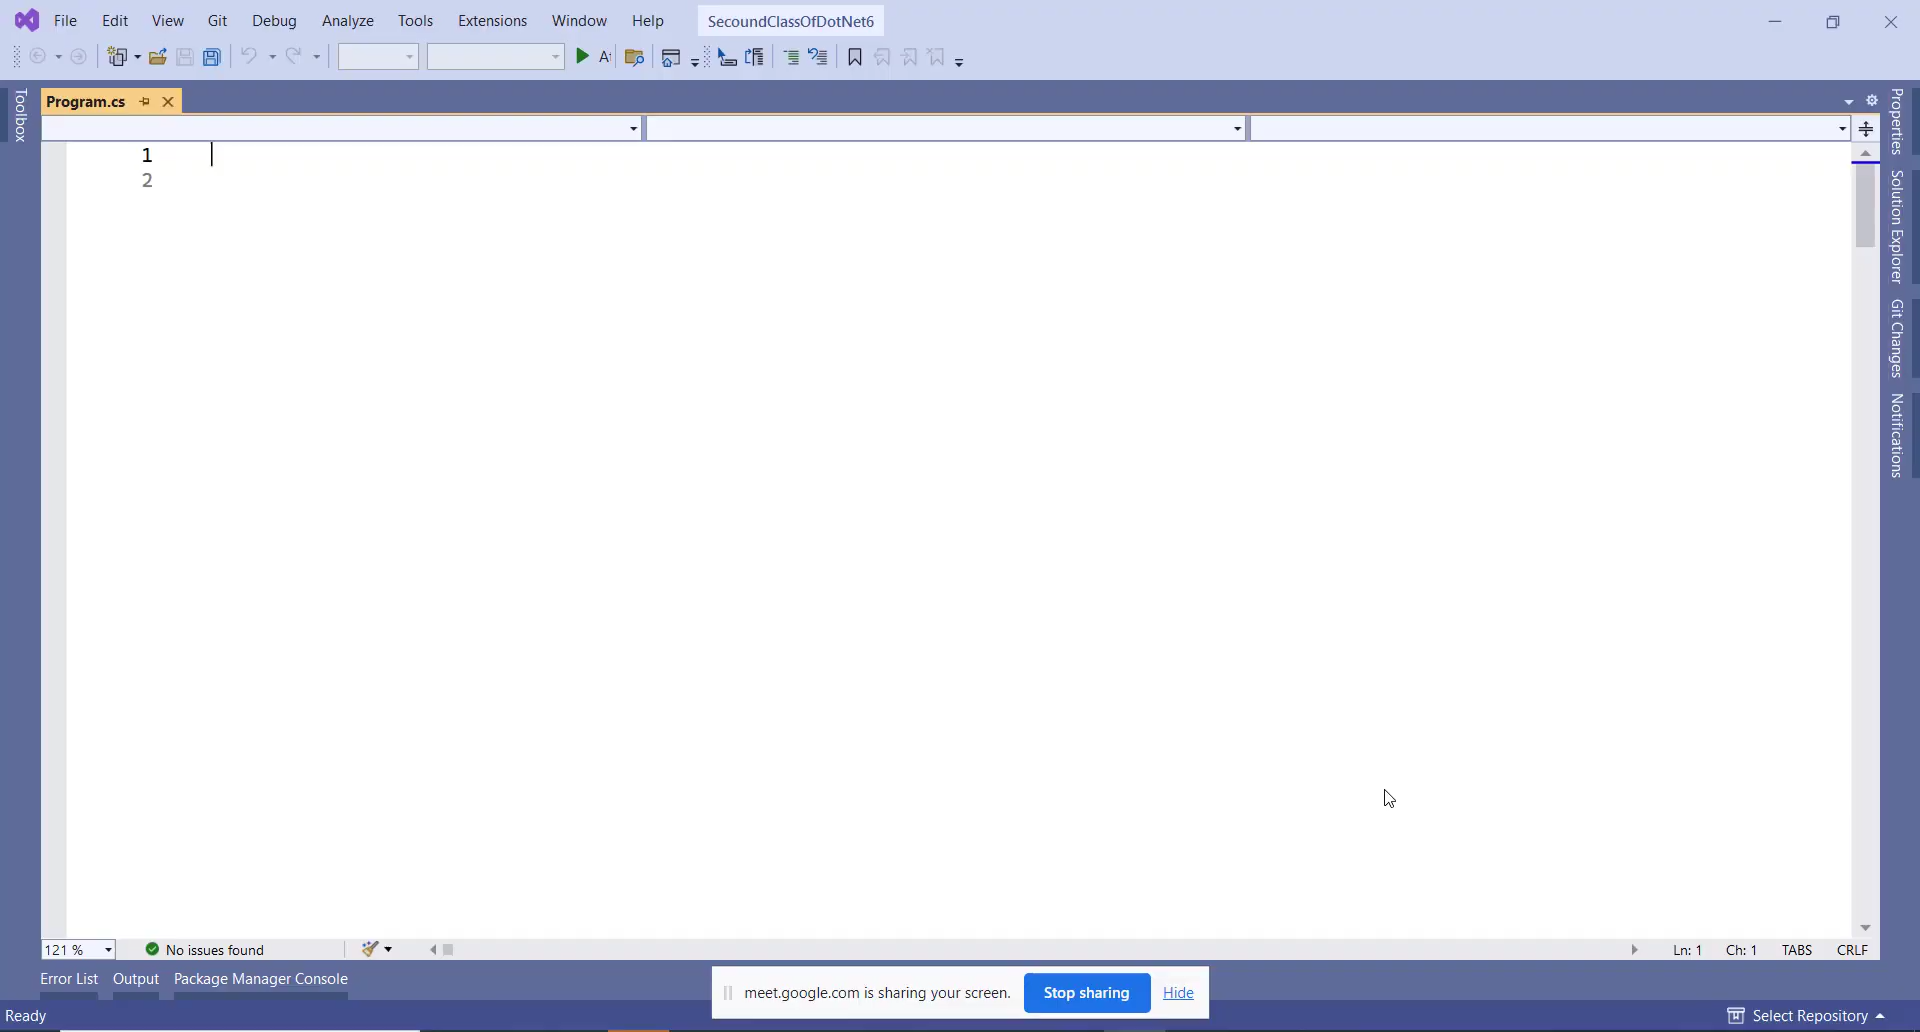 File Edit View Git Debug Analyze Tools Extensions Window Help SecoundClassOfDotNet6
Program.cs
Toolbox
Properties
Solution Explorer
Git Changes
Notifications
1
2
121 % No issues found Ln: 1 Ch: 1 TABS CRLF
Error List Output Package Manager Console
meet.google.com is sharing your screen. Stop sharing Hide
Ready Select Repository